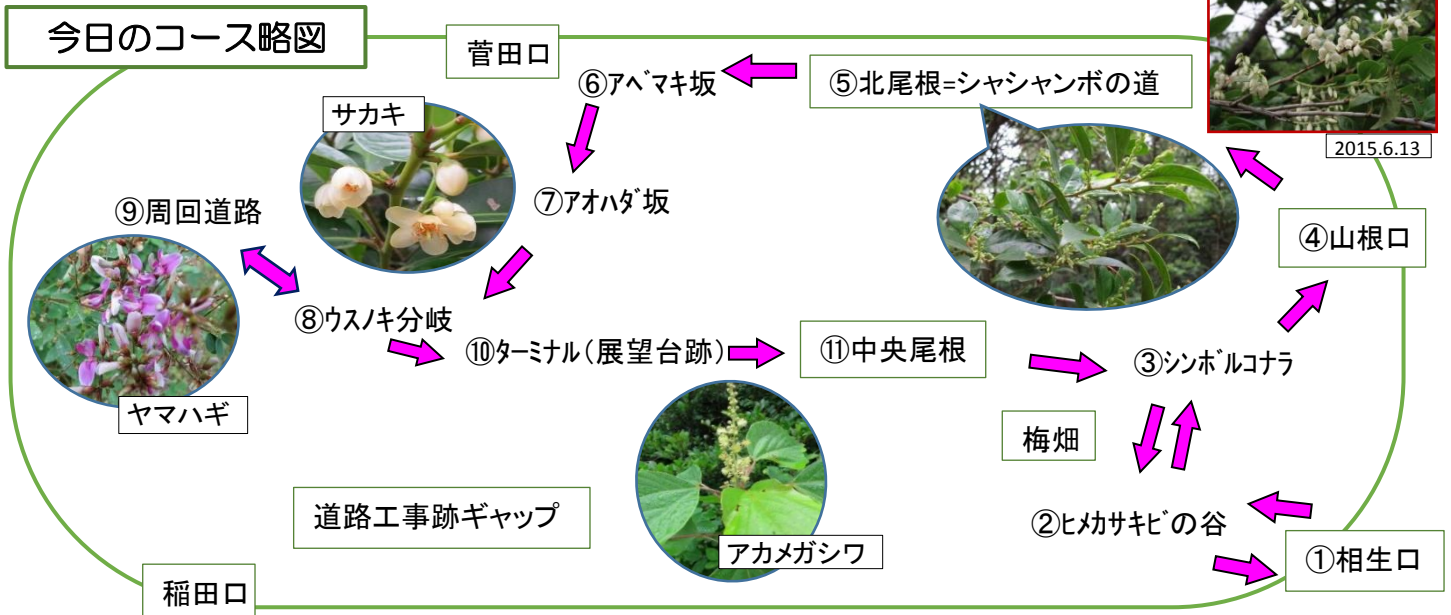 今日のコース略図
菅田口
⑥アベマキ坂
⑤北尾根=シャシャンボの道
2015.6.13
サカキ
⑦アオハダ坂
⑨周回道路
④山根口
⑧ウスノキ分岐
⑩ターミナル(展望台跡)
⑪中央尾根
③シンボルコナラ
ヤマハギ
梅畑
道路工事跡ギャップ
②ヒメカサキビの谷
アカメガシワ
①相生口
稲田口